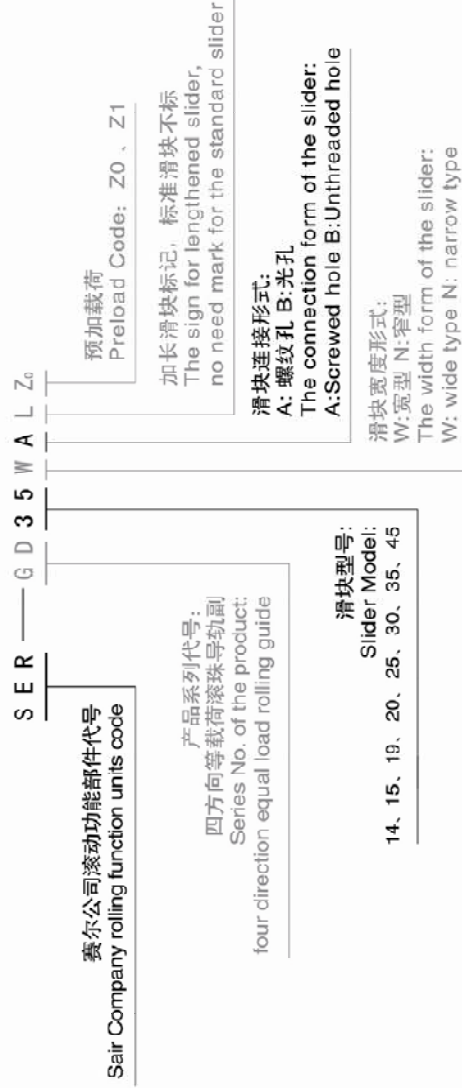 SER — GD 35 W A L Z0
赛尔公司滚动功能部件代号
Sair Company rolling function units code
产品系列代号:
四方向等载荷滚珠导轨副
Series No. of the product:
four direction equal load rolling guide
滑块型号:
Slider Model:
14、15、19、20、25、30、35、45
滑块宽度形式:
W:宽型 N:窄型
The width form of the slider:
W: wide type N: narrow type
滑块连接形式:
A: 螺纹孔 B:光孔
The connection form of the slider:
A:Screwed hole B:Unthreaded hole
加长滑块标记, 标准滑块不标
The sign for lengthened slider,
no need mark for the standard slider
预加载荷
Preload Code: Z0 、 Z1